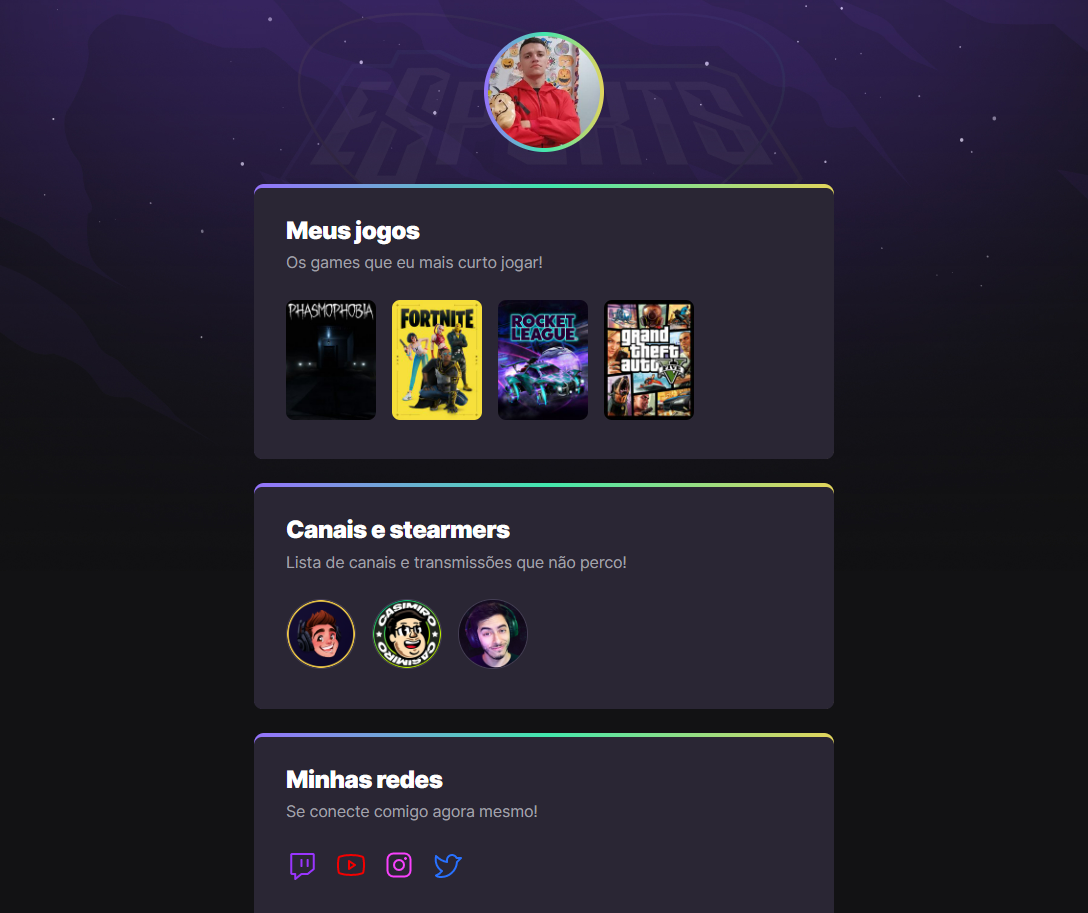 ESPORTS
Meus jogos
Os games que eu mais curto jogar!
PHASMOPHOBIA
FORTNITE
ROCKET
LEAGUE
grand
theft
auto
Canais e stearmers
Lista de canais e transmissões que não perco!
CASIMIRO
CASIMIRO
Minhas redes
Se conecte comigo agora mesmo!